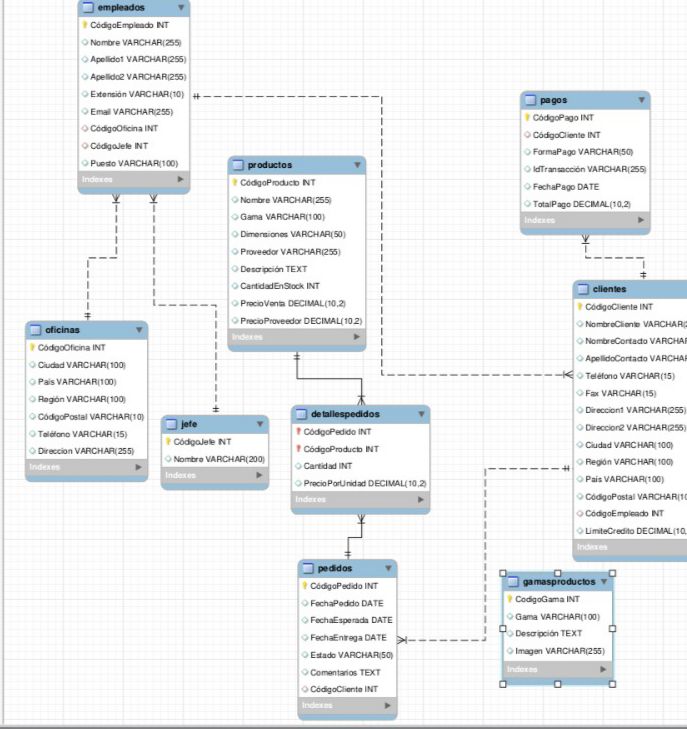 empleados
CódigoEmpleado INT
Nombre VARCHAR(255)
Apellido1 VARCHAR(255)
Apellido2 VARCHAR(255)
Extensión VARCHAR(10)
Email VARCHAR(255)
CódigoOficina INT
CódigoJefe INT
Puesto VARCHAR(100)
Indexes
productos
CódigoProducto INT
Nombre VARCHAR(255)
Gama VARCHAR(100)
Dimensiones VARCHAR(50)
Proveedor VARCHAR(255)
Descripción TEXT
CantidadEnStock INT
PrecioVenta DECIMAL(10,2)
PrecioProveedor DECIMAL(10,2)
Indexes
pagos
CódigoPago INT
CódigoCliente INT
FormaPago VARCHAR(50)
IdTransacción VARCHAR(255)
FechaPago DATE
TotalPago DECIMAL(10,2)
Indexes
oficinas
CódigoOficina INT
Ciudad VARCHAR(100)
País VARCHAR(100)
Región VARCHAR(100)
CódigoPostal VARCHAR(10)
Teléfono VARCHAR(15)
Direccion VARCHAR(255)
Indexes
jefe
CódigoJefe INT
Nombre VARCHAR(200)
Indexes
detallespedidos
CódigoPedido INT
CódigoProducto INT
Cantidad INT
PrecioPorUnidad DECIMAL(10,2)
Indexes
clientes
CódigoCliente INT
NombreCliente VARCHAR(2
NombreContacto VARCHAR
ApellidoContacto VARCHAR
Teléfono VARCHAR(15)
Fax VARCHAR(15)
Direccion1 VARCHAR(255)
Direccion2 VARCHAR(255)
Ciudad VARCHAR(100)
Región VARCHAR(100)
País VARCHAR(100)
CódigoPostal VARCHAR(10
CódigoEmpleado INT
LimiteCredito DECIMAL(10,
Indexes
pedidos
CódigoPedido INT
FechaPedido DATE
FechaEsperada DATE
FechaEntrega DATE
Estado VARCHAR(50)
Comentarios TEXT
CódigoCliente INT
Indexes
gamasproductos
CodigoGama INT
Gama VARCHAR(100)
Descripción TEXT
Imagen VARCHAR(255)
Indexes